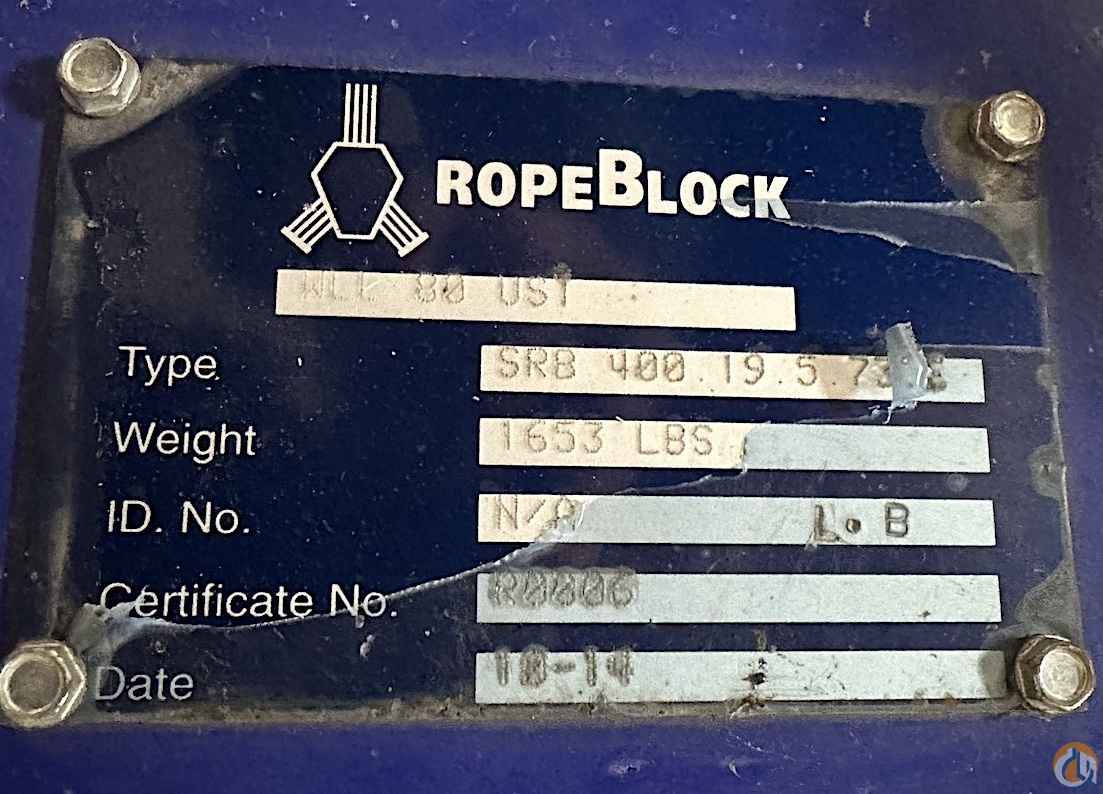 ROPEBLOCK
WLL 80 UST
Type SRB 400.19.5.73
Weight 1653 LBS
ID. No. N/A L.B
Certificate No. R0006
Date 10-14